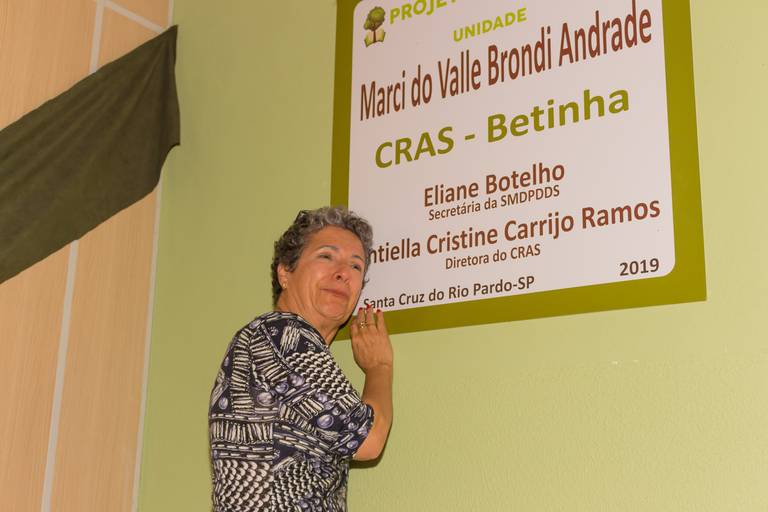 UNIDADE
Marci do Valle Brondi Andrade
CRAS - Betinha
Eliane Botelho
Secretária da SMDPDDS
Cristine Carrijo Ramos
Diretora do CRAS
Santa Cruz do Rio Pardo-SP
2019